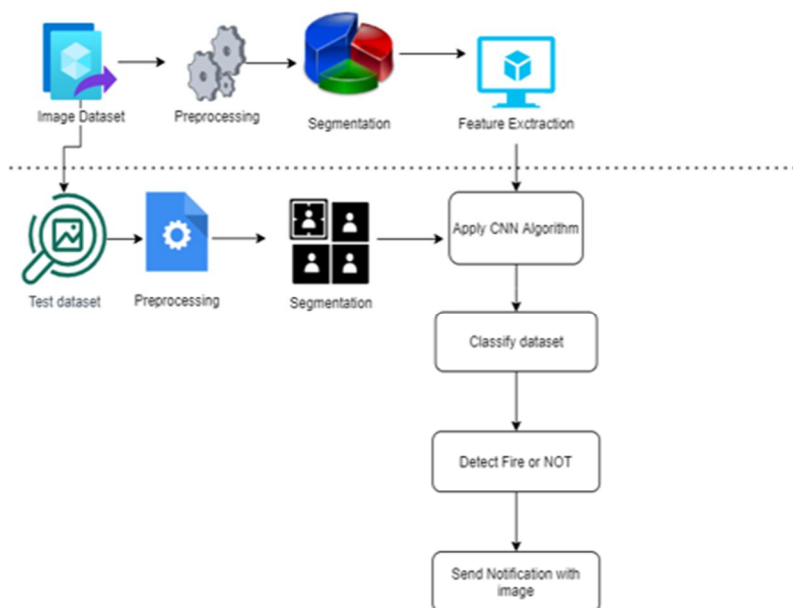 Image Dataset
Preprocessing
Segmentation
Feature Exctraction
Test dataset
Preprocessing
Segmentation
Apply CNN Algorithm
Classify dataset
Detect Fire or NOT
Send Notification with
image